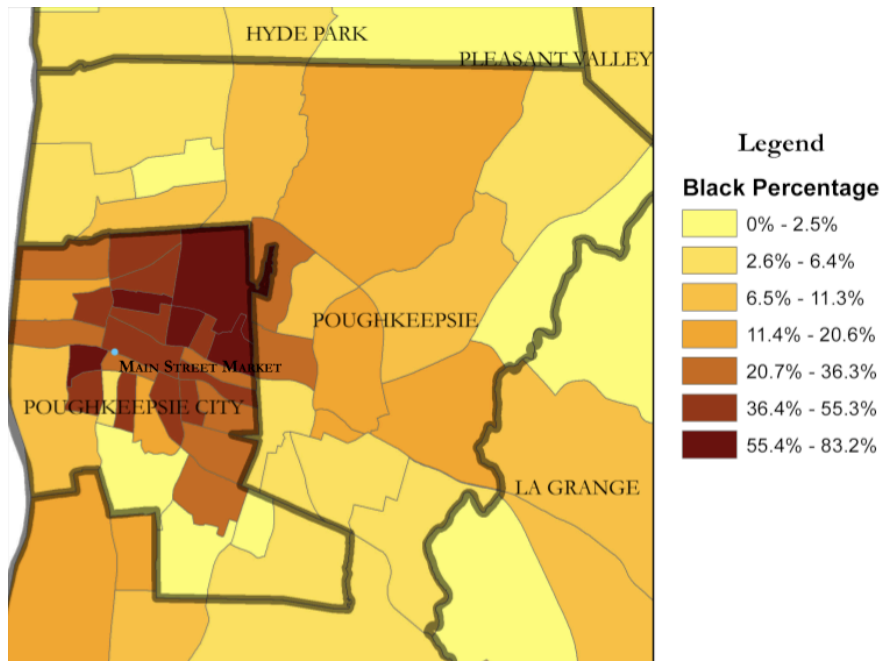 HYDE PARK
PLEASANT VALLEY
POUGHKEEPSIE
MAIN STREET MARKET
POUGHKEEPSIE CITY
LA GRANGE
Legend
Black Percentage
0% - 2.5%
2.6% - 6.4%
6.5% - 11.3%
11.4% - 20.6%
20.7% - 36.3%
36.4% - 55.3%
55.4% - 83.2%